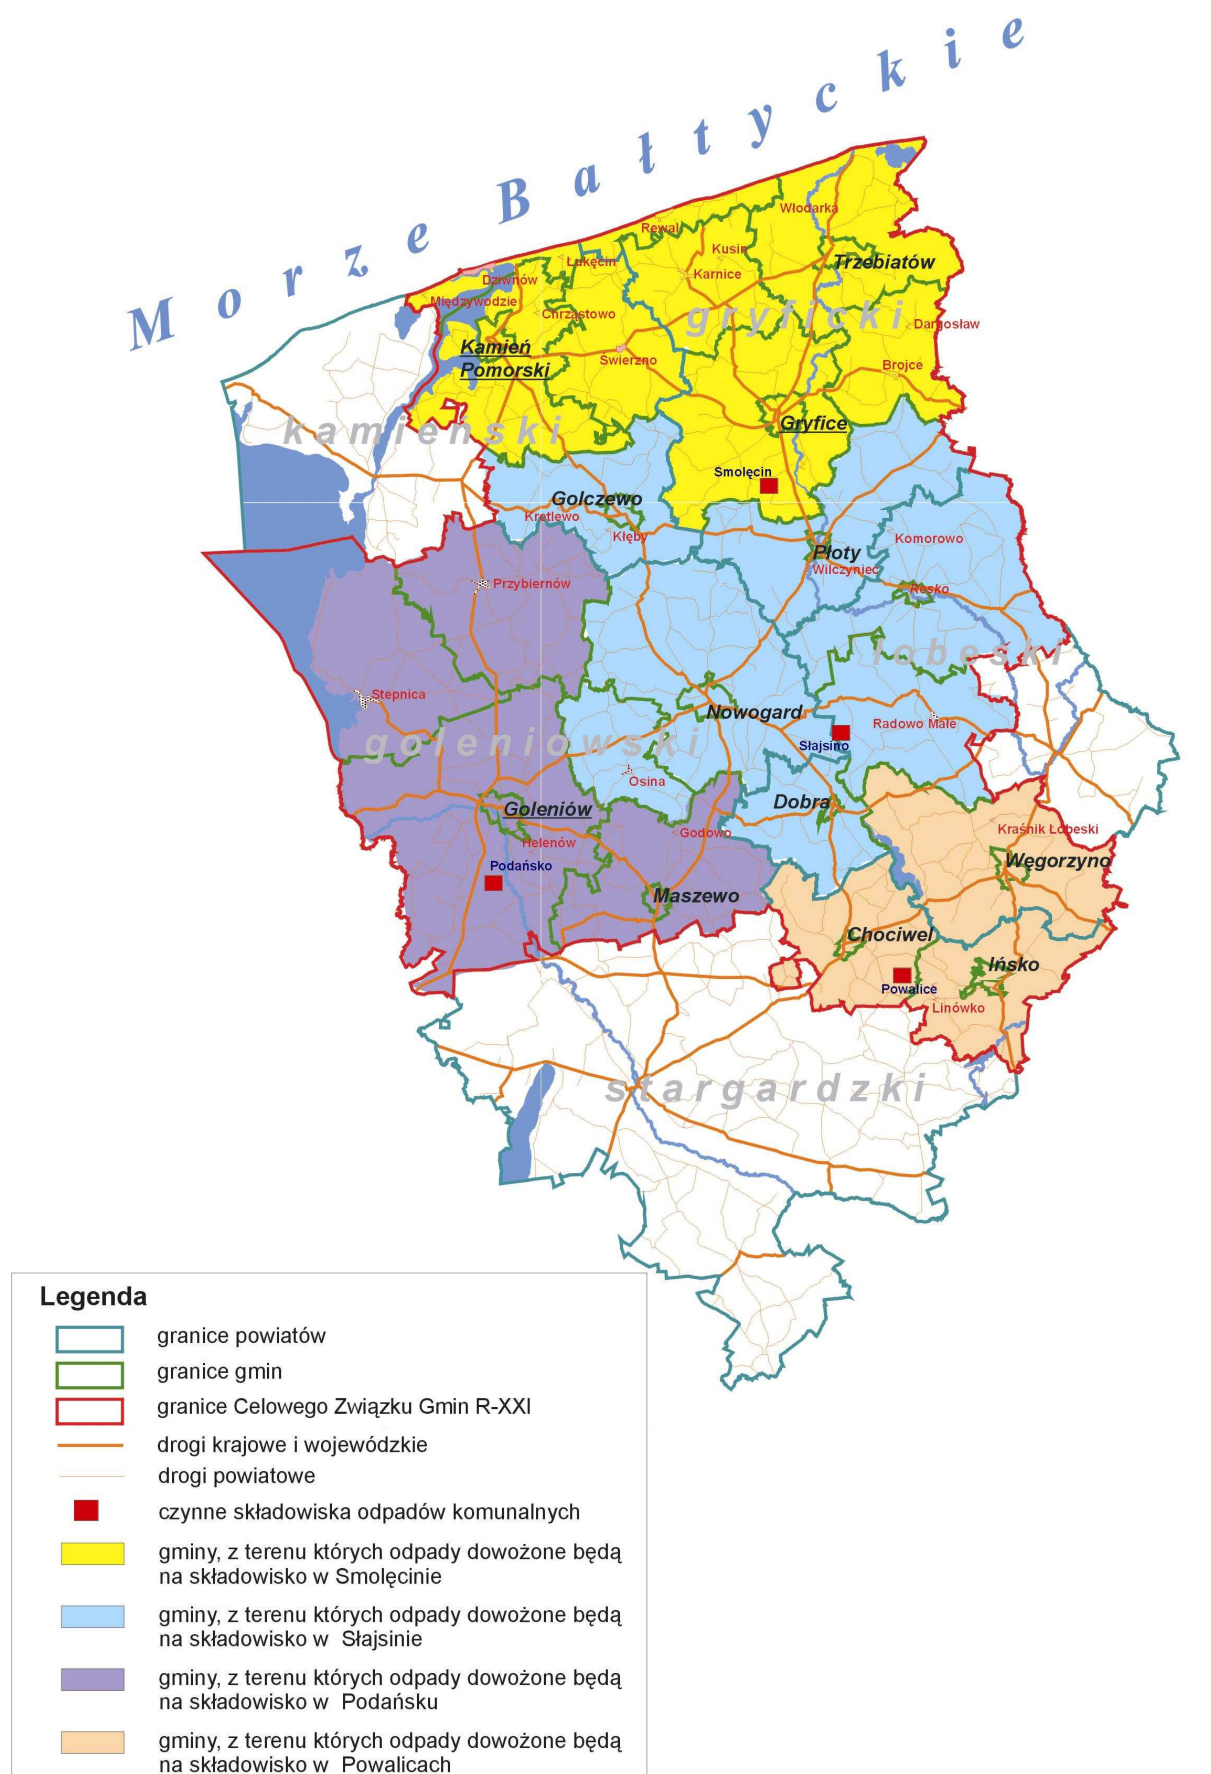 Morze Bałtyckie
Włodarka
Rewal
Kusin
Łukęcin
Trzebiatów
Karnice
Dziwnów
Międzywodzie
Chrząstowo
gryficki
Dargosław
Kamień
Pomorski
Świerzno
Brojce
kamieński
Gryfice
Smolęcin
Golczewo
Kretlewo
Kłęby
Komorowo
Płoty
Wilczyniec
Przybiernów
Resko
łobeski
Stepnica
Nowogard
Radowo Małe
goleniowski
Słajsino
Osina
Dobra
Goleniów
Godowo
Kraśnik Łobeski
Helenów
Podańsko
Węgorzyno
Maszewo
Chociwel
Ińsko
Powalice
Linówko
stargardzki
Legenda
granice powiatów
granice gmin
granice Celowego Związku Gmin R-XXI
drogi krajowe i wojewódzkie
drogi powiatowe
czynne składowiska odpadów komunalnych
gminy, z terenu których odpady dowożone będą
na składowisko w Smolęcinie
gminy, z terenu których odpady dowożone będą
na składowisko w Słajsinie
gminy, z terenu których odpady dowożone będą
na składowisko w Podańsku
gminy, z terenu których odpady dowożone będą
na składowisko w Powalicach